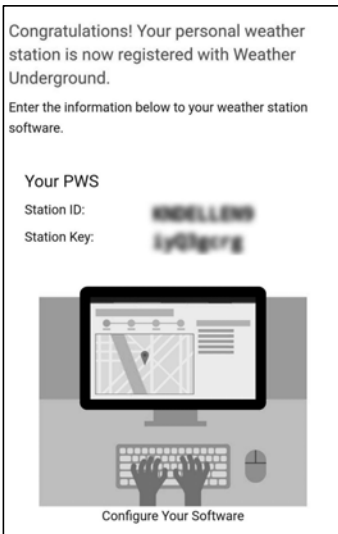 Congratulations! Your personal weather
station is now registered with Weather
Underground.
Enter the information below to your weather station
software.
Your PWS
Station ID:
Station Key:
Configure Your Software